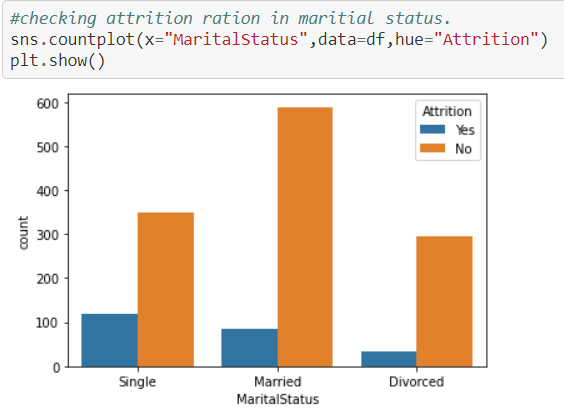 #checking attrition ration in maritial status.
sns.countplot(x="MaritalStatus",data=df,hue="Attrition")
plt.show()
600
500
400
300
200
100
0
count
Attrition
Yes
No
Single
Married
Divorced
MaritalStatus